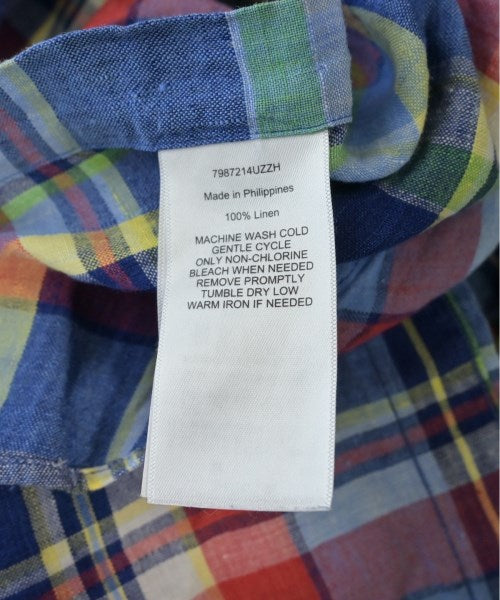 7987214UZZH
Made in Philippines
100% Linen
MACHINE WASH COLD
GENTLE CYCLE
ONLY NON-CHLORINE
BLEACH WHEN NEEDED
REMOVE PROMPTLY
TUMBLE DRY LOW
WARM IRON IF NEEDED